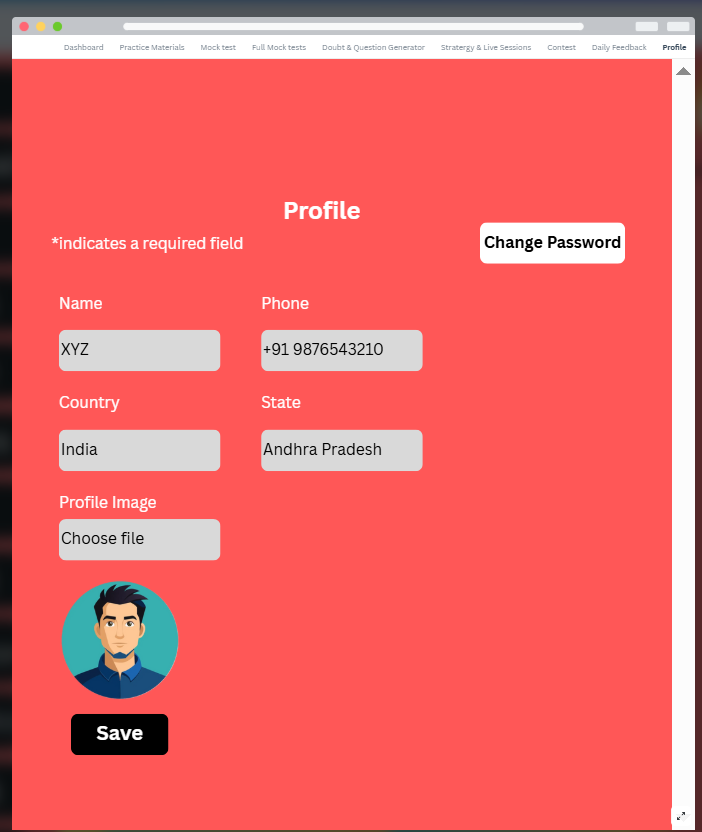 Dashboard Practice Materials Mock test Full Mock tests Doubt & Question Generator Stratergy & Live Sessions Contest Daily Feedback Profile
Profile
*indicates a required field
Change Password
Name Phone
XYZ +91 9876543210
Country State
India Andhra Pradesh
Profile Image
Choose file
Save